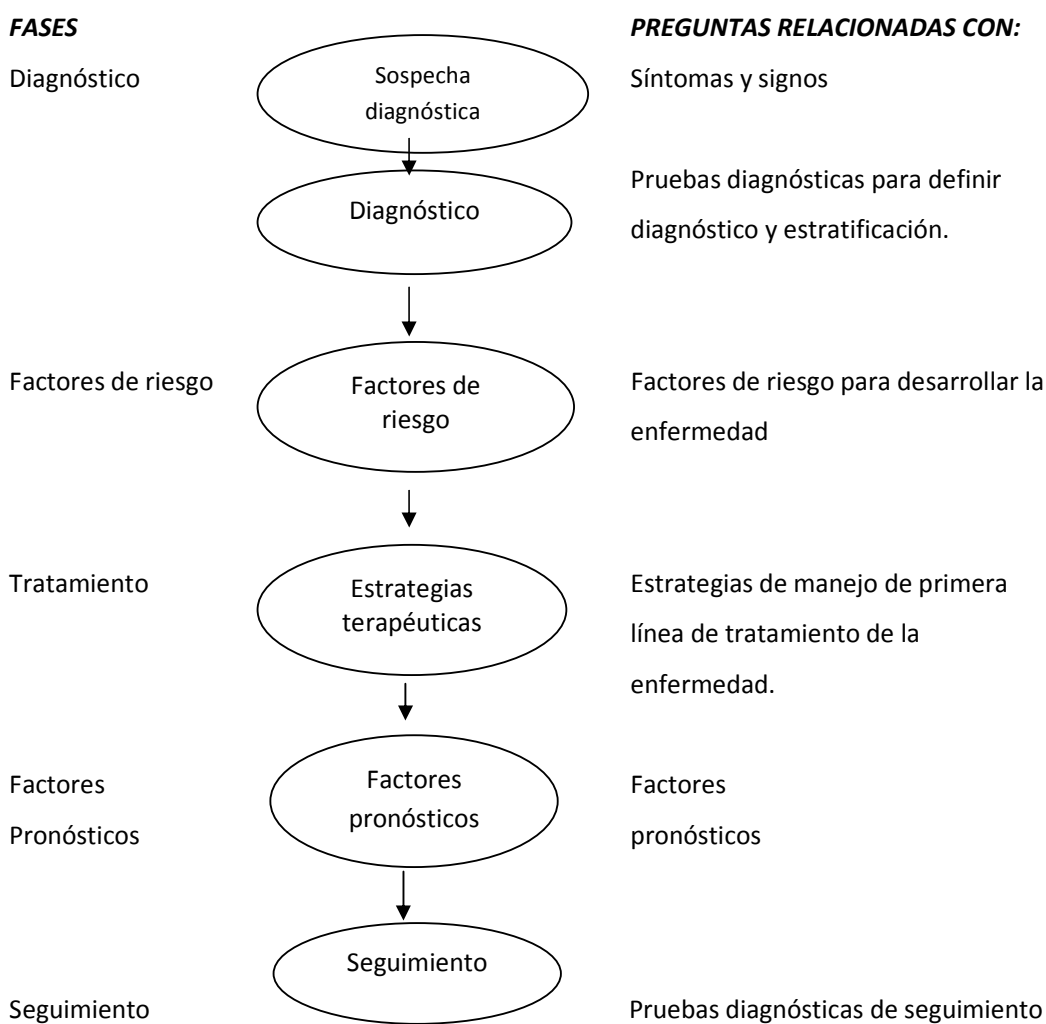 FASES
PREGUNTAS RELACIONADAS CON:
Diagnóstico
Sospecha
diagnóstica
Síntomas y signos
Diagnóstico
Pruebas diagnósticas para definir
diagnóstico y estratificación.
Factores de riesgo
Factores de
riesgo
Factores de riesgo para desarrollar la
enfermedad
Tratamiento
Estrategias
terapéuticas
Estrategias de manejo de primera
línea de tratamiento de la
enfermedad.
Factores
Pronósticos
Factores
pronósticos
Factores
pronósticos
Seguimiento
Seguimiento
Pruebas diagnósticas de seguimiento